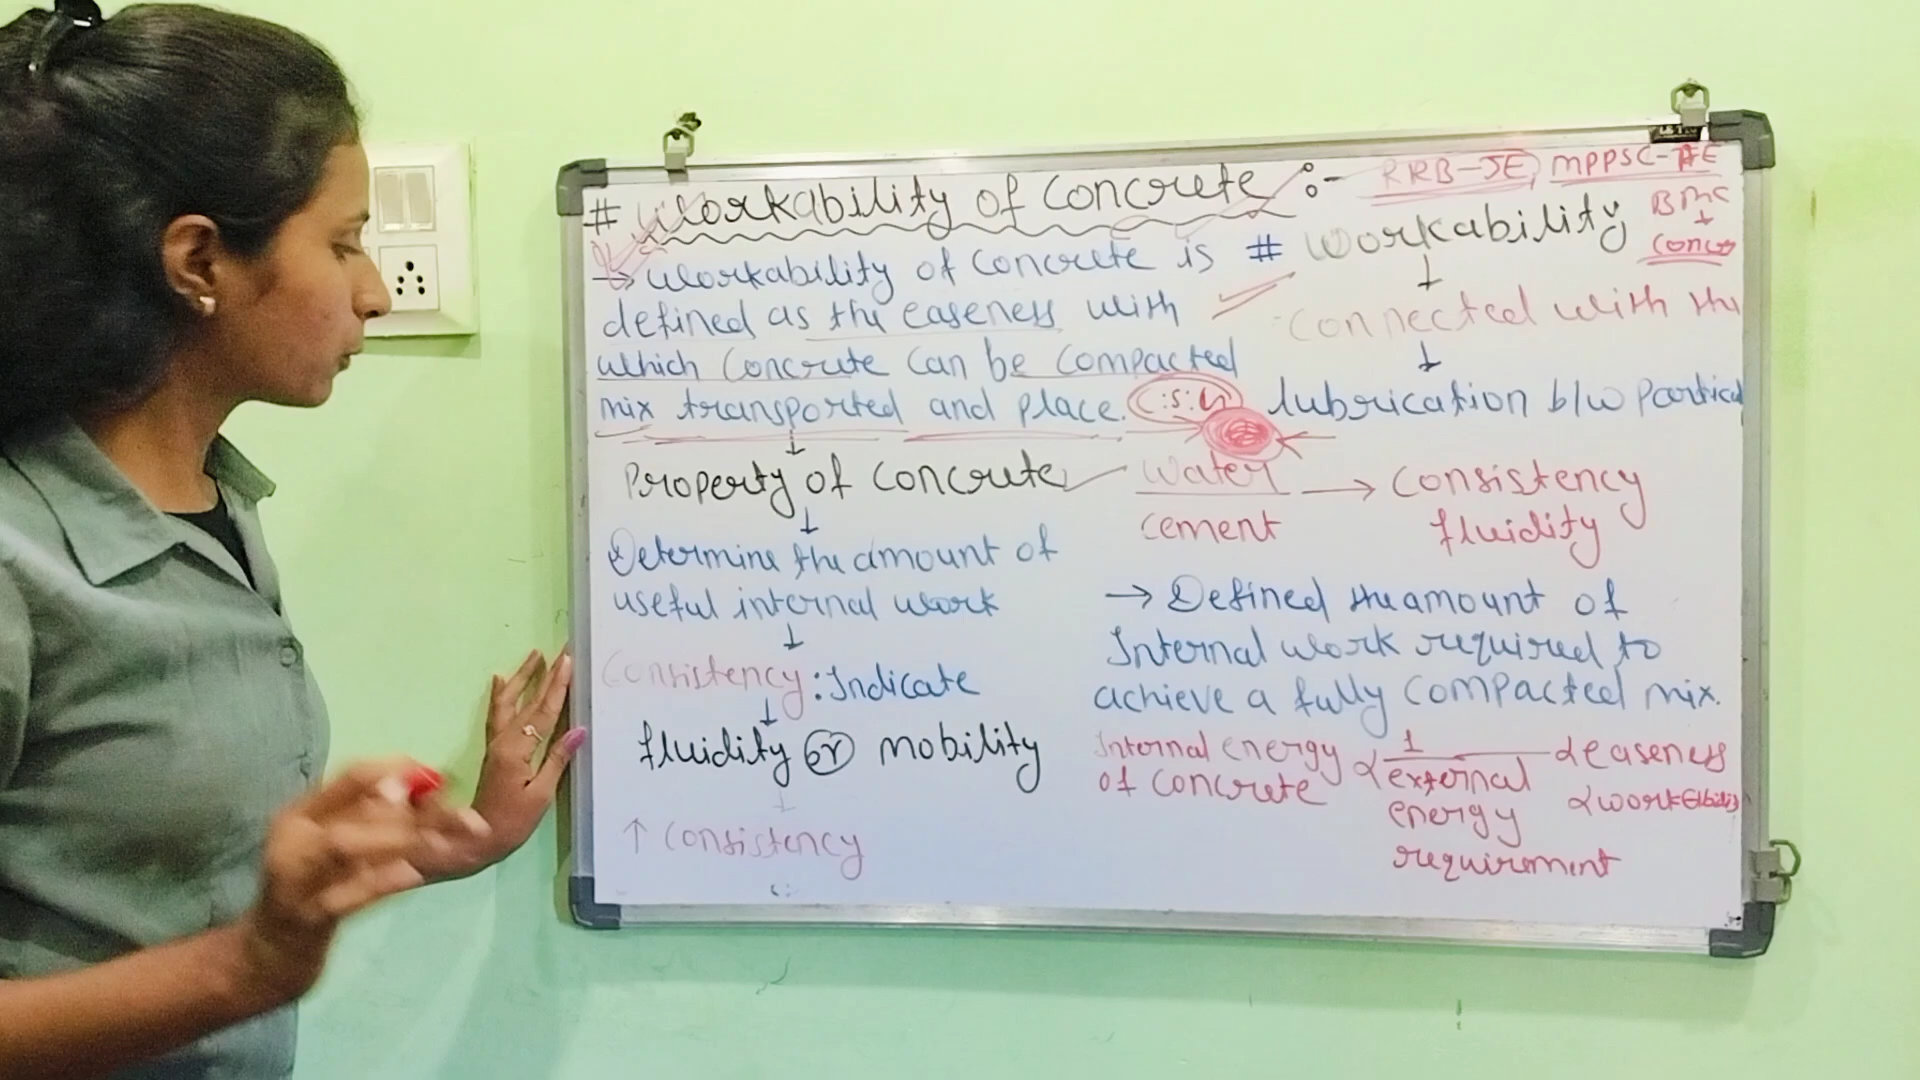 # Workability of Concrete :- RRB-JE, MPPSC-AE
BMC
↓
Concr
→ Workability of Concrete is
defined as the easeness with
which Concrete Can be Compacted
mix transported and place. C:S:G
↓
Property of Concrete
↓
Determine the amount of
useful internal work
↓
Consistency : Indicate
↓
fluidity or mobility
↓
↑ Consistency
# Workability
↓
Connected with the
↓
lubrication b/w Partical
Water
cement
→ Consistency
fluidity
→ Defined the amount of
Internal work required to
achieve a fully Compacted mix.
Internal energy
of Concrete
∝ 1
external
energy
requirement
∝ easeness
∝ workability